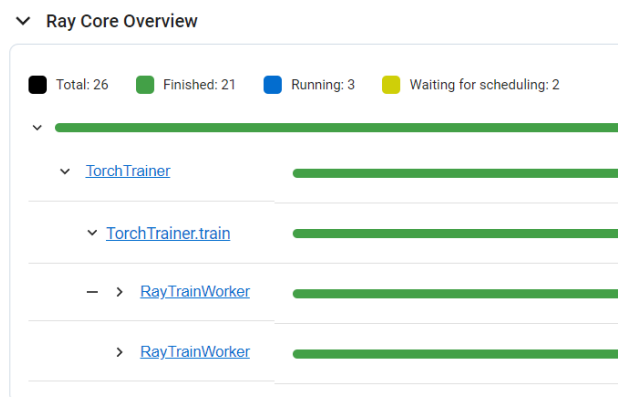 Ray Core Overview
Total: 26 Finished: 21 Running: 3 Waiting for scheduling: 2
TorchTrainer
TorchTrainer.train
RayTrainWorker
RayTrainWorker